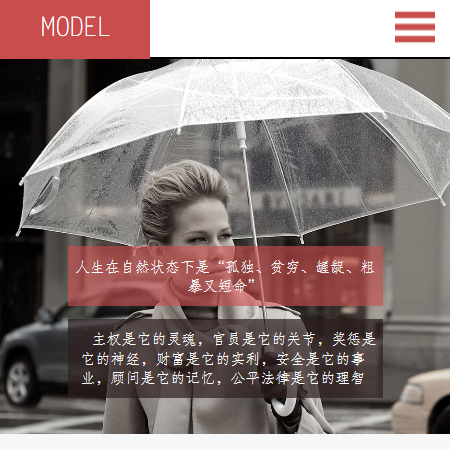 MODEL
人生在自然状态下是“孤独、贫穷、龌龊、粗
暴又短命”
主权是它的灵魂，官员是它的关节，奖惩是
它的神经，财富是它的实利，安全是它的事
业，顾问是它的记忆，公平法律是它的理智